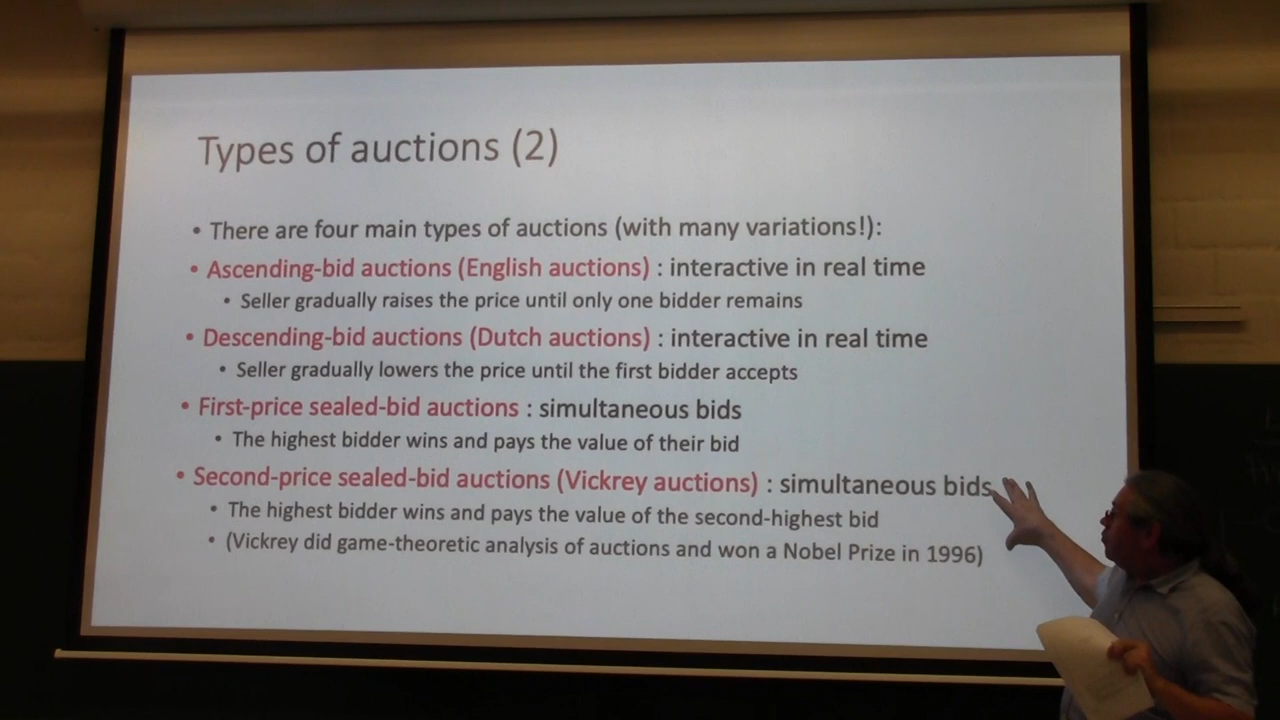 Types of auctions (2)
• There are four main types of auctions (with many variations!):
• Ascending-bid auctions (English auctions) : interactive in real time
• Seller gradually raises the price until only one bidder remains
• Descending-bid auctions (Dutch auctions) : interactive in real time
• Seller gradually lowers the price until the first bidder accepts
• First-price sealed-bid auctions : simultaneous bids
• The highest bidder wins and pays the value of their bid
• Second-price sealed-bid auctions (Vickrey auctions) : simultaneous bids
• The highest bidder wins and pays the value of the second-highest bid
• (Vickrey did game-theoretic analysis of auctions and won a Nobel Prize in 1996)